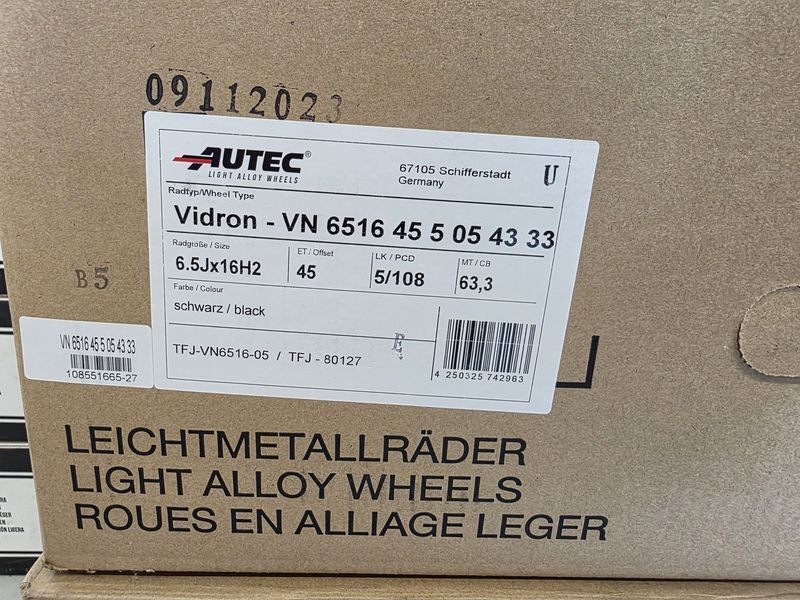 09112023
AUTEC®
LIGHT ALLOY WHEELS
67105 Schifferstadt
Germany
U
Radtyp/Wheel Type
Vidron - VN 6516 45 5 05 43 33
Radgröße / Size
6.5Jx16H2
ET / Offset
45
LK / PCD
5/108
MT / CB
63,3
Farbe / Colour
schwarz / black
TFJ-VN6516-05 / TFJ - 80127
E
4 250325 742963
B5
VN 6516 45 5 05 43 33
108551665-27
LEICHTMETALLRÄDER
LIGHT ALLOY WHEELS
ROUES EN ALLIAGE LEGER